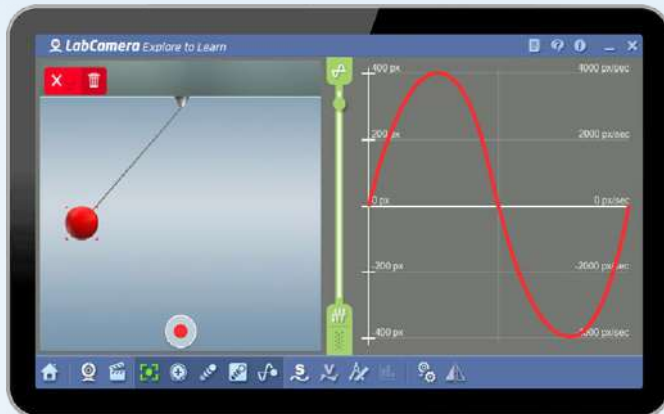 LabCamera Explore to Learn
400 px
4000 px/sec
200 px
2000 px/sec
0 px
0 px/sec
-200 px
-2000 px/sec
-400 px